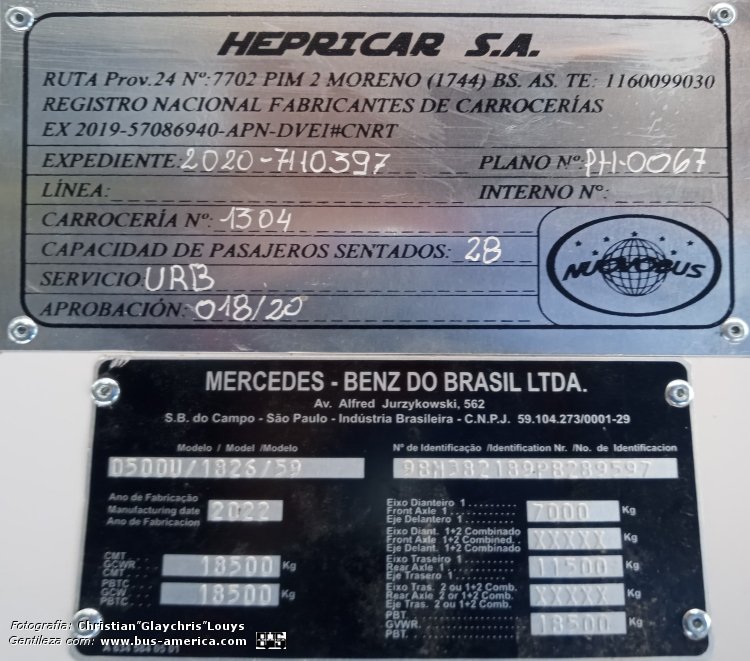 HEPRICAR S.A.
RUTA Prov.24 Nº:7702 PIM 2 MORENO (1744) BS. AS. TE: 1160099030
REGISTRO NACIONAL FABRICANTES DE CARROCERÍAS
EX 2019-57086940-APN-DVEI#CNRT
EXPEDIENTE: 2020-7110397 PLANO Nº: PH-0067
LÍNEA: INTERNO Nº:
CARROCERÍA Nº: 1304
CAPACIDAD DE PASAJEROS SENTADOS: 28
SERVICIO: URB
APROBACIÓN: 018/20
NUOVOBUS
MERCEDES - BENZ DO BRASIL LTDA.
Av. Alfred Jurzykowski, 562
S.B. do Campo - São Paulo - Indústria Brasileira - C.N.P.J. 59.104.273/0001-29
Modelo / Model /Modelo Nº de Identificação /Identification Nr. /No. de Identificacion
O500U/1826/59 9BM382189PB289597
Ano de Fabricação
Manufacturing date 2022
Ano de Fabricacion
Eixo Dianteiro 1
Front Axle 1 7000 Kg
Eje Delantero 1
Eixo Diant. 1+2 Combinado
Front Axle 1+2 Combined. XXXXX Kg
Eje Delant. 1+2 Combinado
CMT
GCWR 18500 Kg
CMT
Eixo Traseiro 1
Rear Axle 1 11500 Kg
Eje Trasero 1
PBTC
GCW 18500 Kg
PBTC
Eixo Tras. 2 ou 1+2 Comb.
Rear Axle 2 or 1+2 Comb. XXXXX Kg
Eje Tras. 2 ou 1+2 Comb.
PBT
GVWR. 18500 Kg
PBT
Fotografía: Christian"Glaychris"Louys
Gentileza com: www.bus-america.com